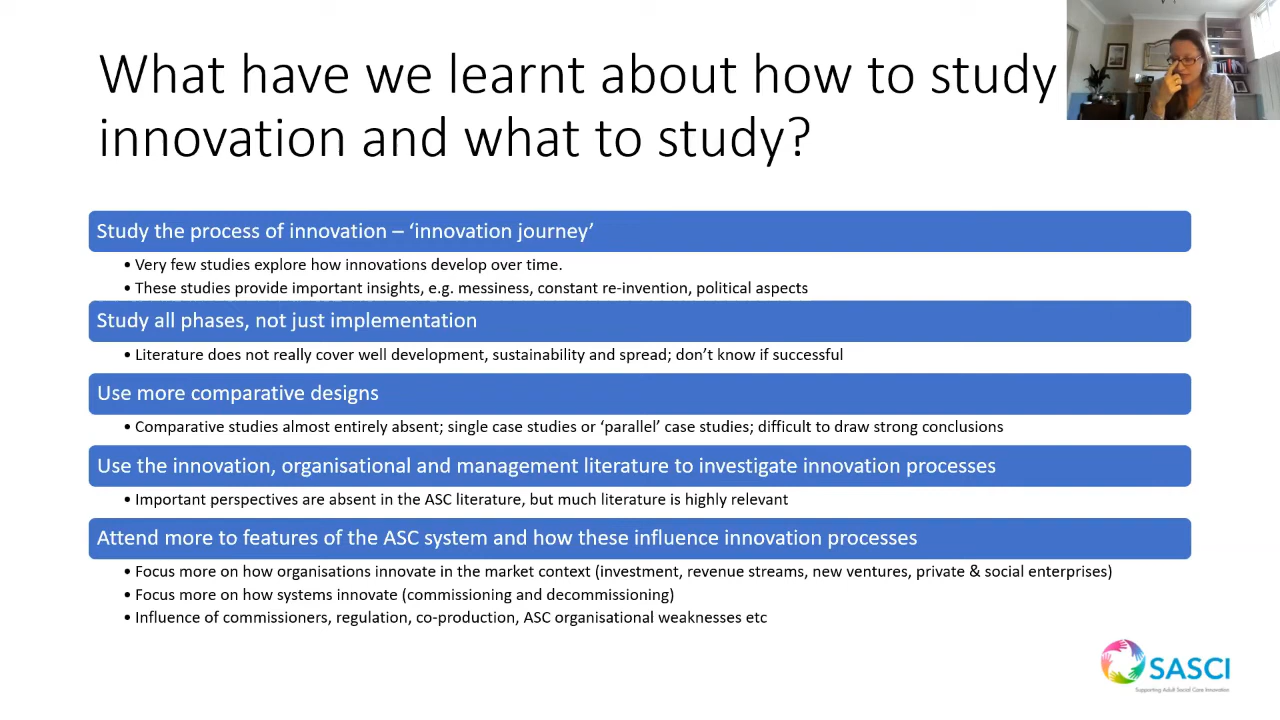 What have we learnt about how to study
innovation and what to study?
Study the process of innovation – ‘innovation journey’
• Very few studies explore how innovations develop over time.
• These studies provide important insights, e.g. messiness, constant re-invention, political aspects
Study all phases, not just implementation
• Literature does not really cover well development, sustainability and spread; don’t know if successful
Use more comparative designs
• Comparative studies almost entirely absent; single case studies or ‘parallel’ case studies; difficult to draw strong conclusions
Use the innovation, organisational and management literature to investigate innovation processes
• Important perspectives are absent in the ASC literature, but much literature is highly relevant
Attend more to features of the ASC system and how these influence innovation processes
• Focus more on how organisations innovate in the market context (investment, revenue streams, new ventures, private & social enterprises)
• Focus more on how systems innovate (commissioning and decommissioning)
• Influence of commissioners, regulation, co-production, ASC organisational weaknesses etc
SASCI
Supporting Adult Social Care Innovation